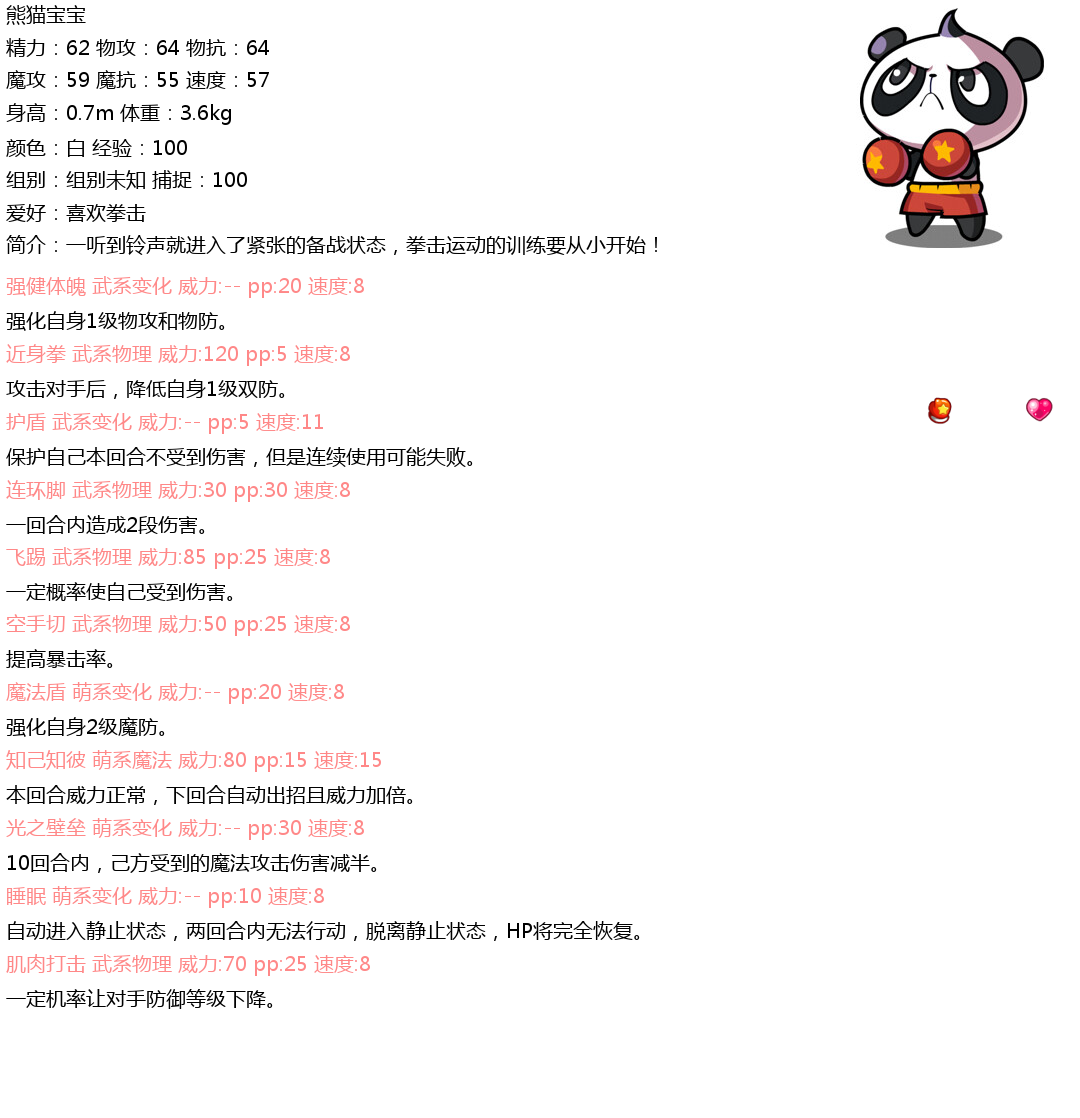 熊猫宝宝
精力：62 物攻：64 物抗：64
魔攻：59 魔抗：55 速度：57
身高：0.7m 体重：3.6kg
颜色：白 经验：100
组别：组别未知 捕捉：100
爱好：喜欢拳击
简介：一听到铃声就进入了紧张的备战状态，拳击运动的训练要从小开始！
强健体魄 武系变化 威力:-- pp:20 速度:8
强化自身1级物攻和物防。
近身拳 武系物理 威力:120 pp:5 速度:8
攻击对手后，降低自身1级双防。
护盾 武系变化 威力:-- pp:5 速度:11
保护自己本回合不受到伤害，但是连续使用可能失败。
连环脚 武系物理 威力:30 pp:30 速度:8
一回合内造成2段伤害。
飞踢 武系物理 威力:85 pp:25 速度:8
一定概率使自己受到伤害。
空手切 武系物理 威力:50 pp:25 速度:8
提高暴击率。
魔法盾 萌系变化 威力:-- pp:20 速度:8
强化自身2级魔防。
知己知彼 萌系魔法 威力:80 pp:15 速度:15
本回合威力正常，下回合自动出招且威力加倍。
光之壁垒 萌系变化 威力:-- pp:30 速度:8
10回合内，己方受到的魔法攻击伤害减半。
睡眠 萌系变化 威力:-- pp:10 速度:8
自动进入静止状态，两回合内无法行动，脱离静止状态，HP将完全恢复。
肌肉打击 武系物理 威力:70 pp:25 速度:8
一定机率让对手防御等级下降。